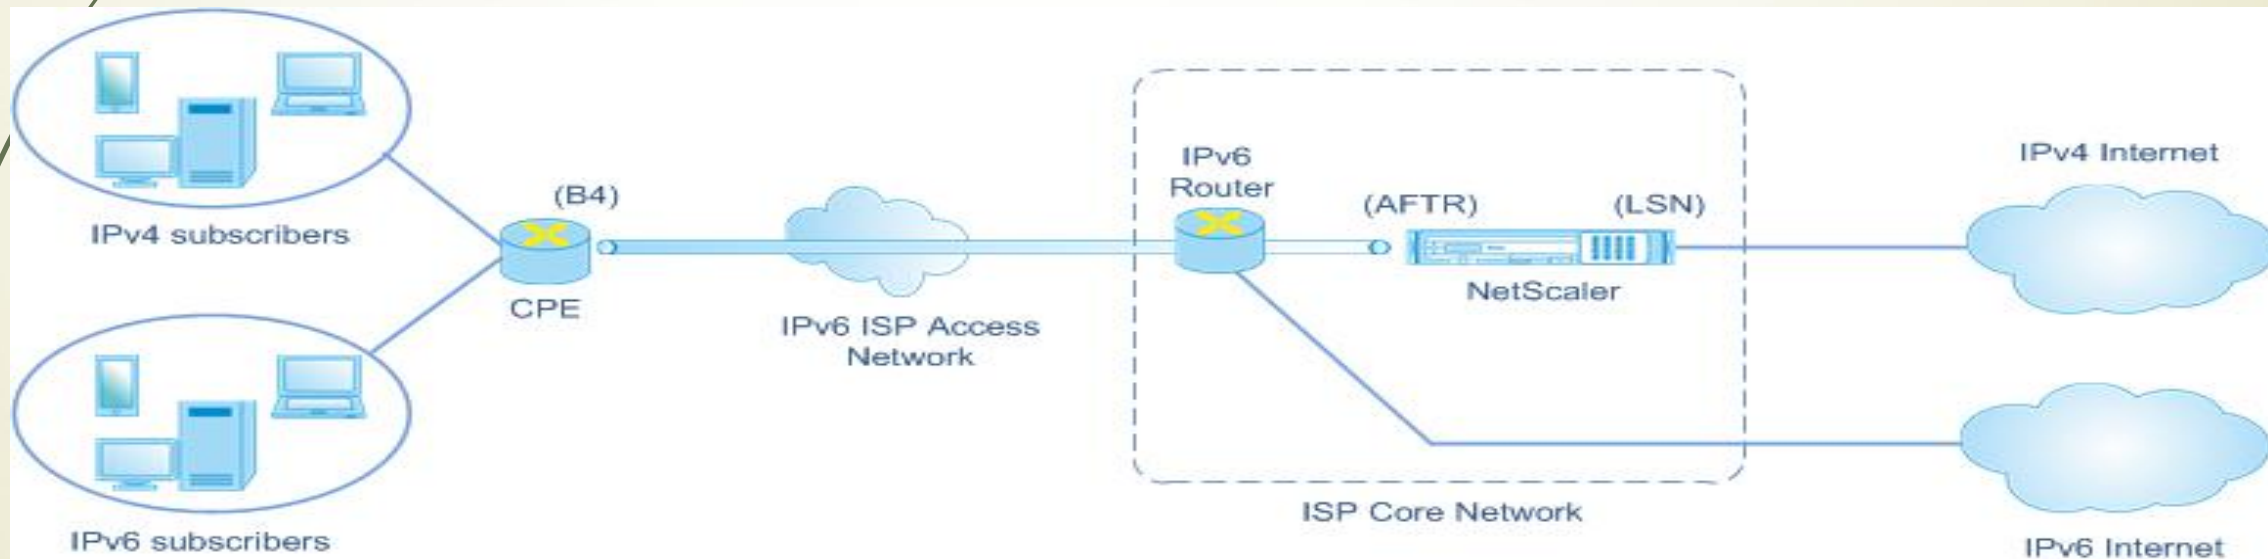 IPv4 subscribers
IPv6 subscribers
(B4)
CPE
IPv6 ISP Access
Network
IPv6
Router
(AFTR)
(LSN)
NetScaler
ISP Core Network
IPv4 Internet
IPv6 Internet